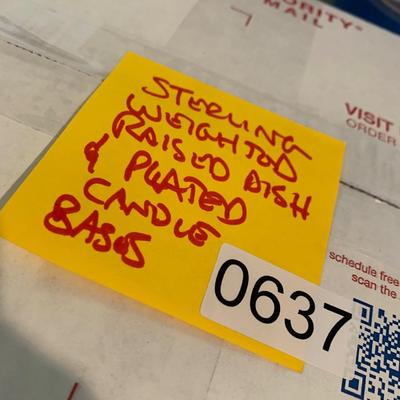 PRIORITY
MAIL
VISIT
ORDER
STERLING
WEIGHTED
RAISED DISH
& PLATED
CANDLE
BASES
0637
schedule free
scan the